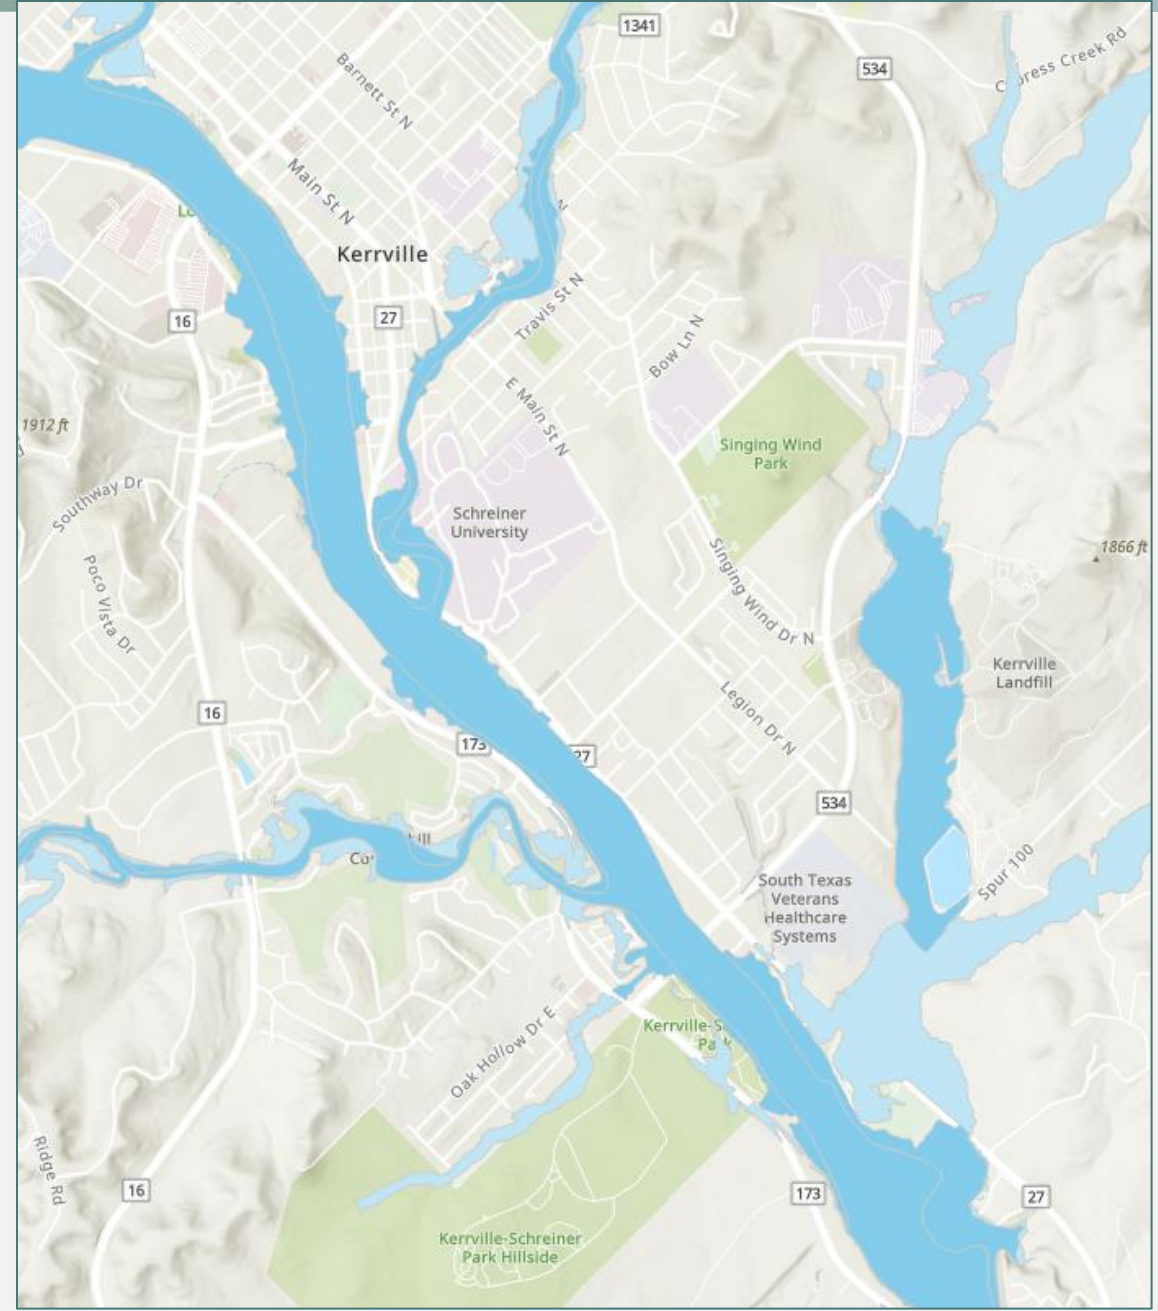 1341
534
Barnett St N
Main St N
N
Kerrville
16
27
Travis St N
Bow Ln N
E Main St N
1912 ft
Singing Wind
Park
Southway Dr
Schreiner
University
1866 ft
Poco Vista Dr
Singing Wind Dr N
Kerrville
Landfill
Legion Dr N
16
173
27
534
Spur 100
South Texas
Veterans
Healthcare
Systems
Oak Hollow Dr E
Ridge Rd
16
173
27
Kerrville-Schreiner
Park Hillside